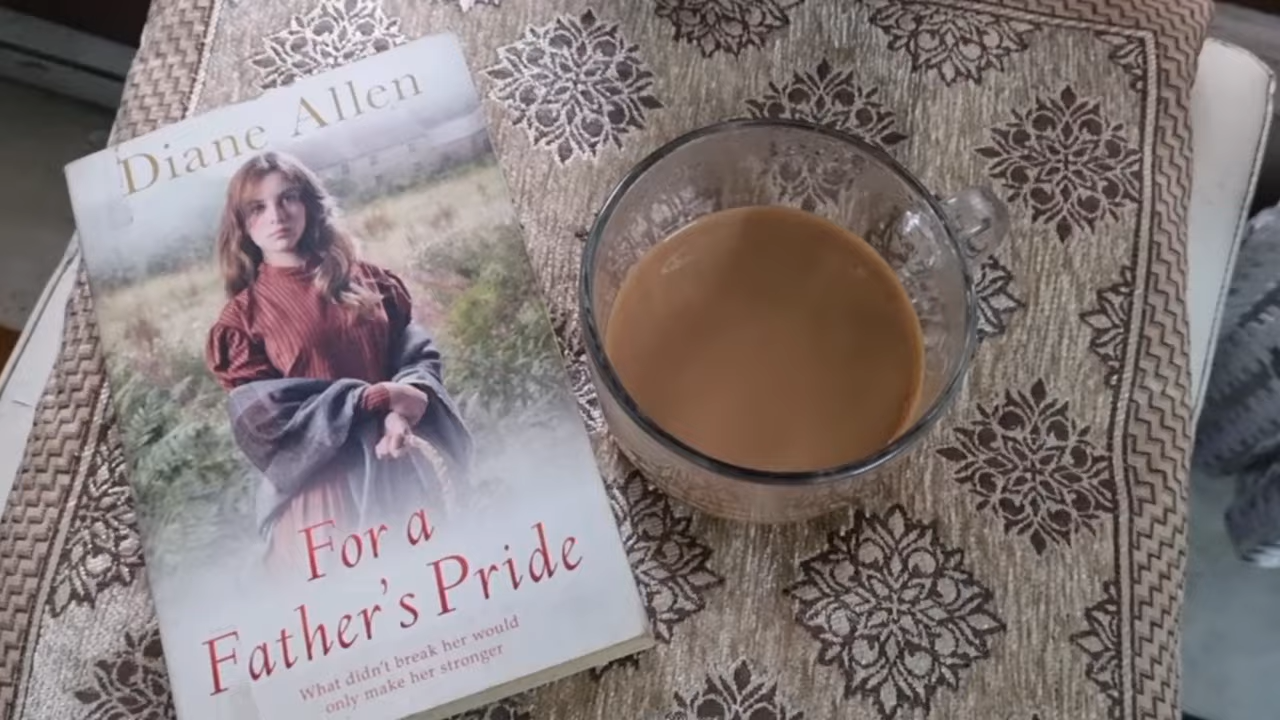 Diane Allen
For a
Father's Pride
What didn't break her would
only make her stronger